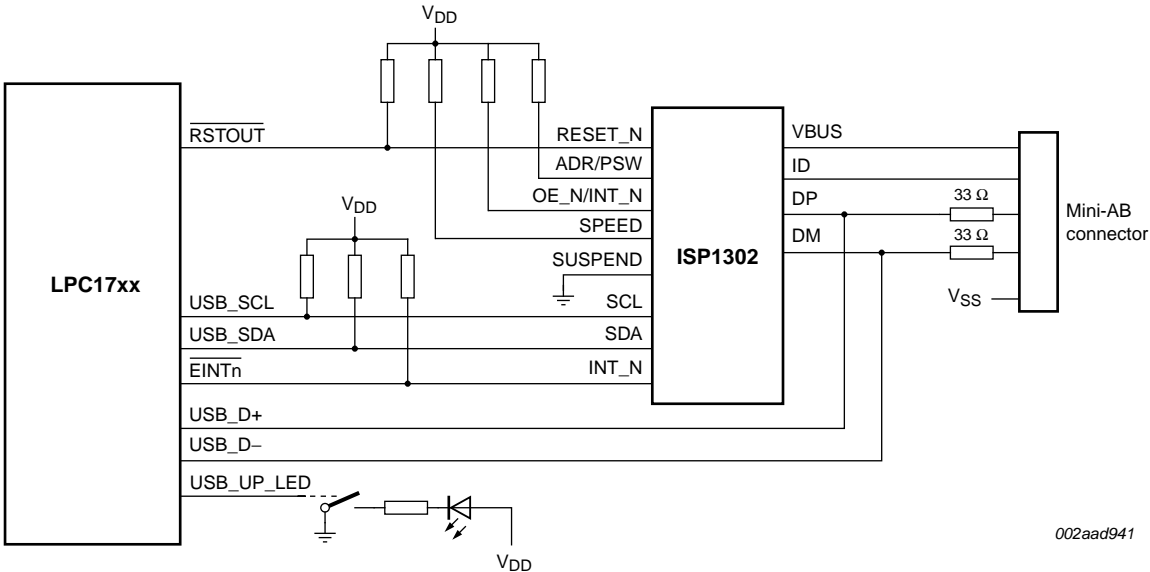 VDD
RSTOUT
RESET_N
VBUS
ADR/PSW
ID
OE_N/INT_N
DP
33 Ω
SPEED
DM
33 Ω
Mini-AB
connector
VDD
SUSPEND
ISP1302
LPC17xx
USB_SCL
SCL
VSS
USB_SDA
SDA
EINTn
INT_N
USB_D+
USB_D−
USB_UP_LED
VDD
002aad941